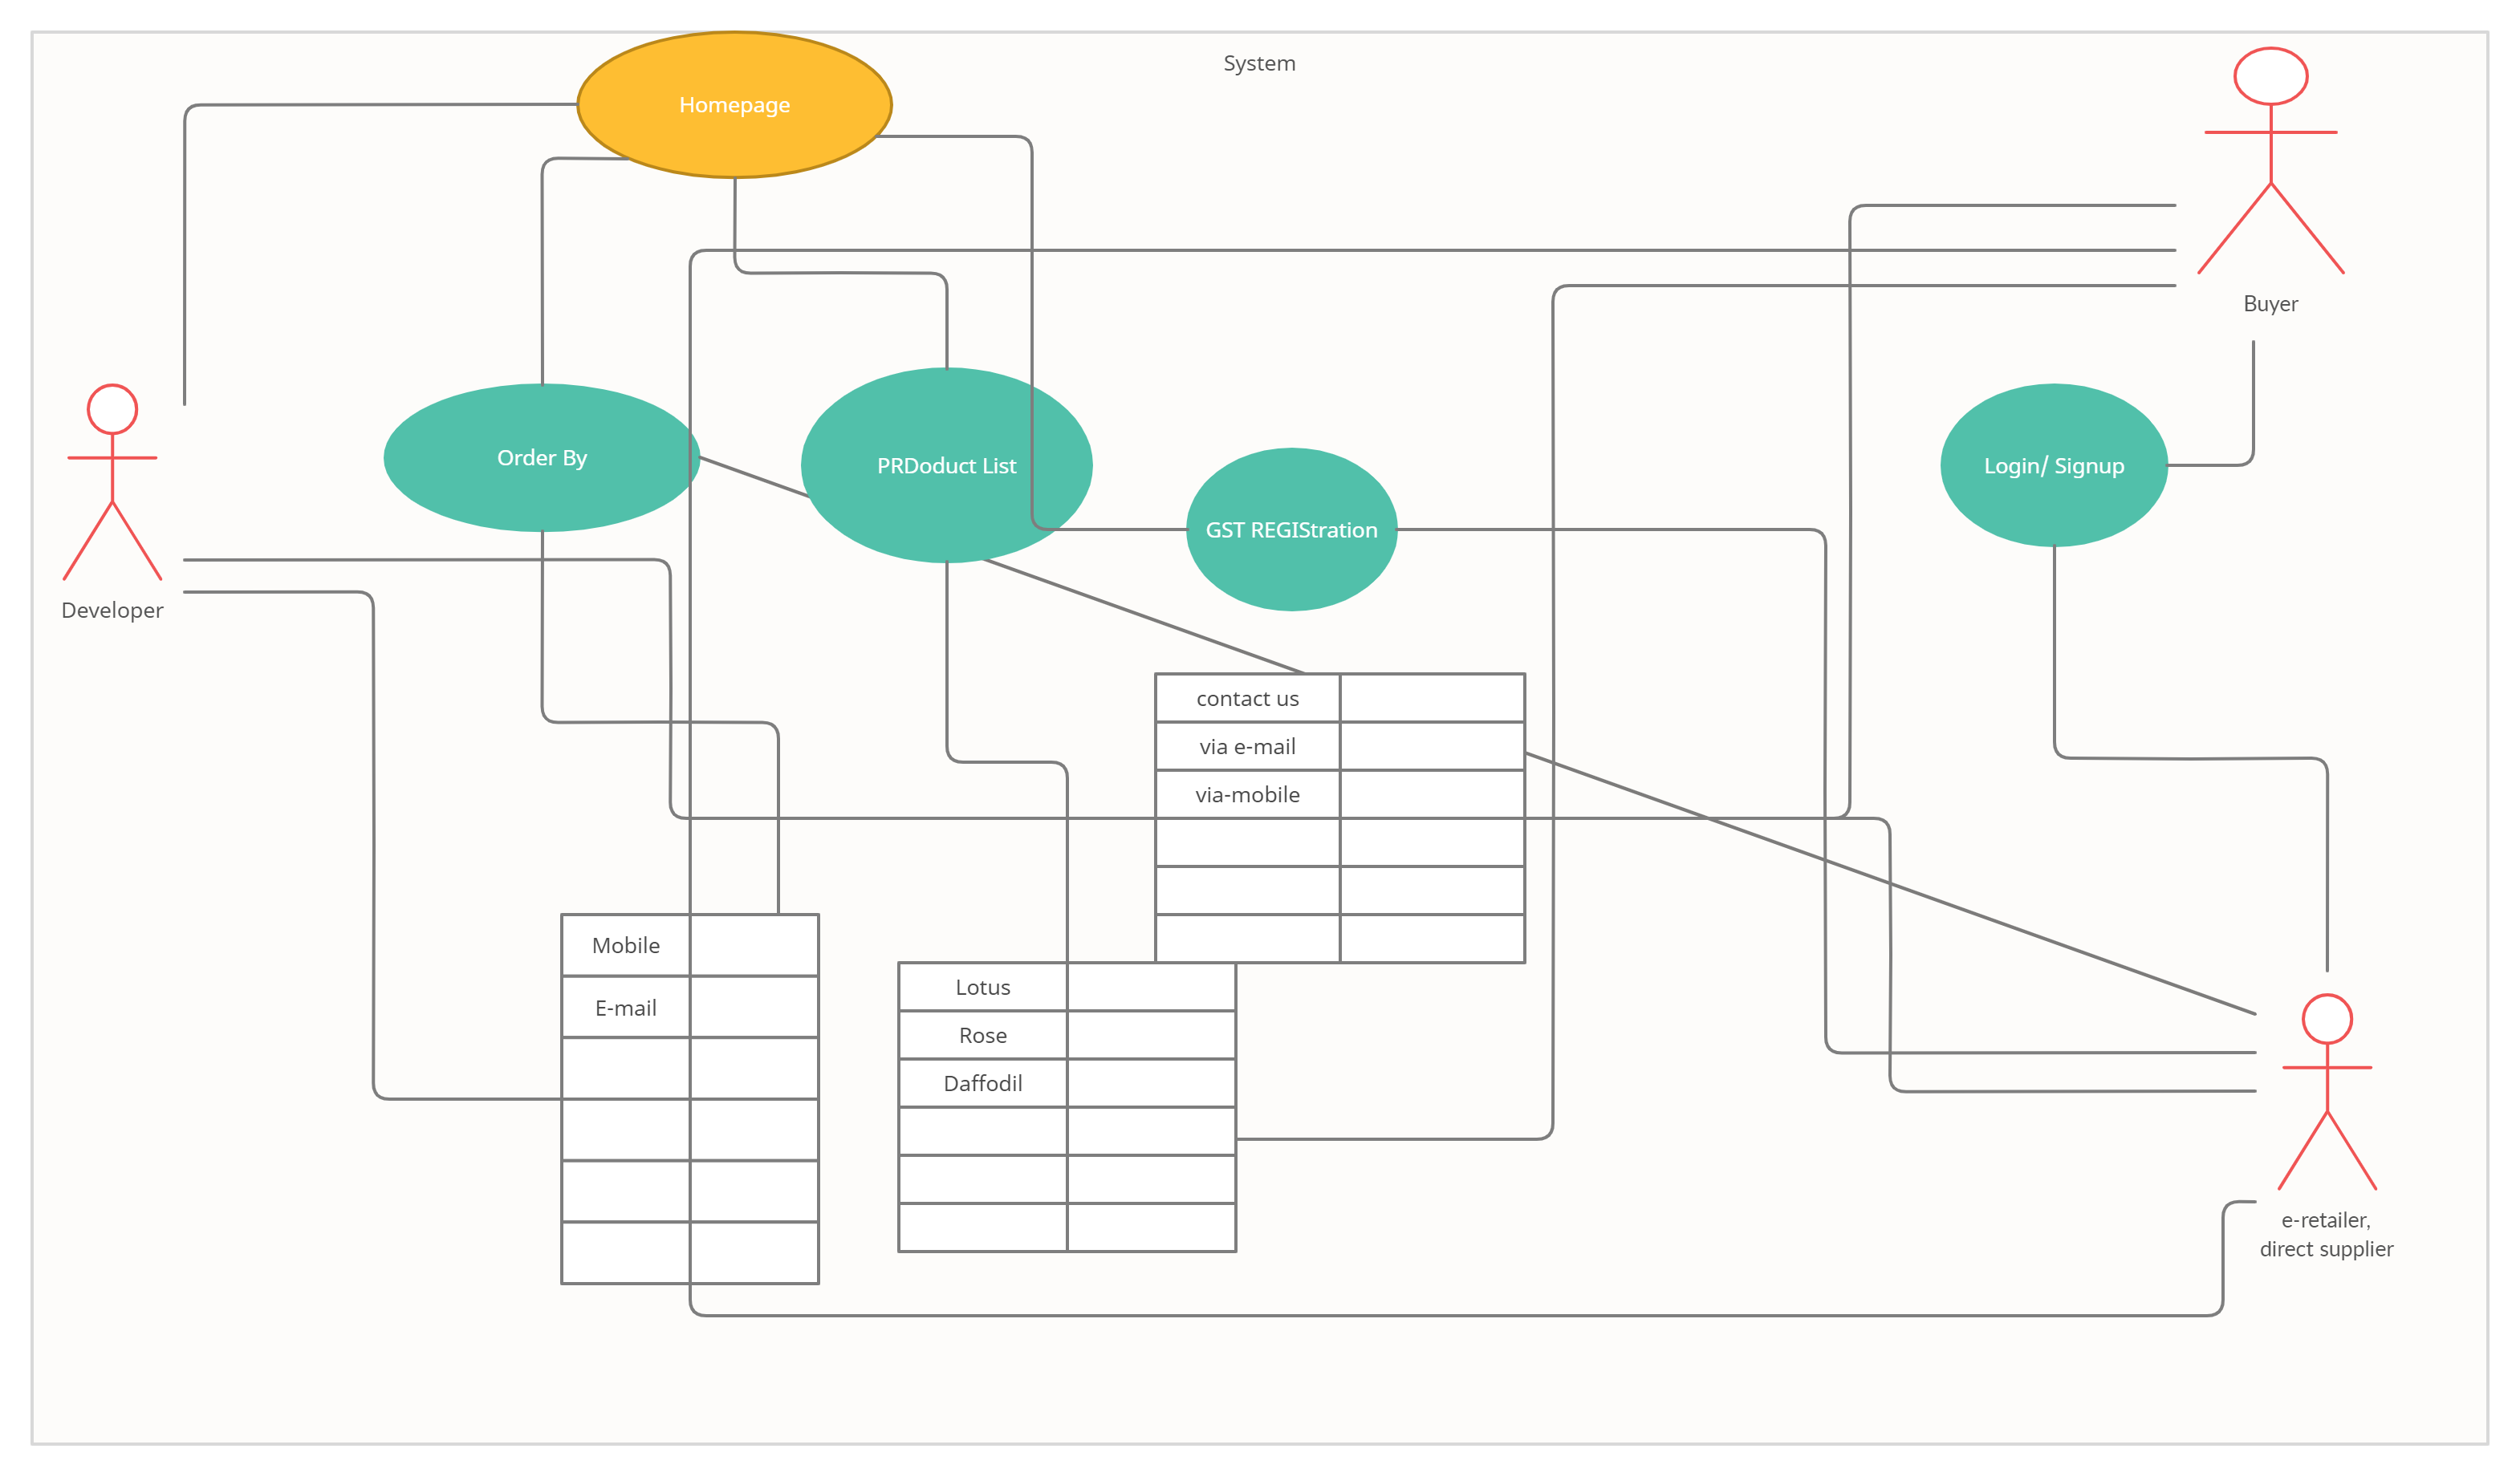 System
Homepage
Buyer
Order By
PRDoduct List
Login/ Signup
GST REGIStration
Developer
contact us
via e-mail
via-mobile
Mobile
E-mail
Lotus
Rose
Daffodil
e-retailer,
direct supplier